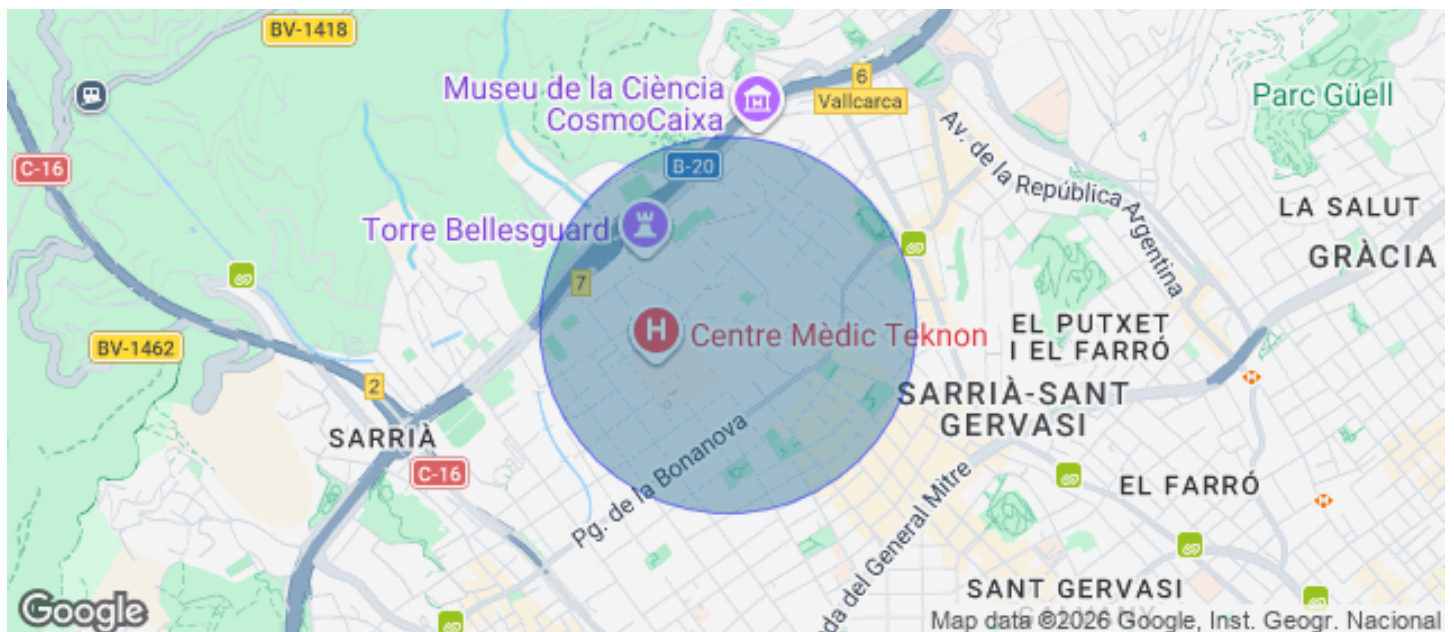 BV-1418
Museu de la Ciència
CosmoCaixa
6
Vallcarca
Parc Güell
C-16
B-20
Av. de la República Argentina
LA SALUT
GRÀCIA
Torre Bellesguard
7
H
Centre Mèdic Teknon
EL PUTXET
I EL FARRÓ
BV-1462
2
SARRIÀ
SARRIÀ-SANT
GERVASI
C-16
Pg. de la Bonanova
EL FARRÓ
da del General Mitre
SANT GERVASI
Google
Map data ©2026 Google, Inst. Geogr. Nacional